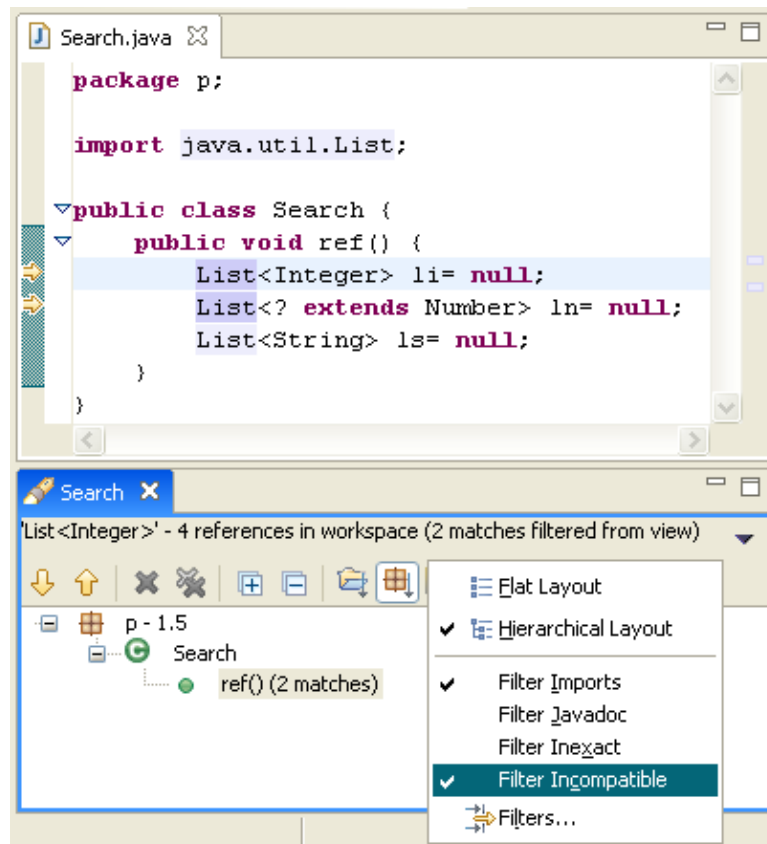 Search.java
package p;
import java.util.List;
public class Search {
public void ref() {
List<Integer> li= null;
List<? extends Number> ln= null;
List<String> ls= null;
}
}
Search
'List<Integer>' - 4 references in workspace (2 matches filtered from view)
p - 1.5
Search
ref() (2 matches)
Flat Layout
Hierarchical Layout
Filter Imports
Filter Javadoc
Filter Inexact
Filter Incompatible
Filters...